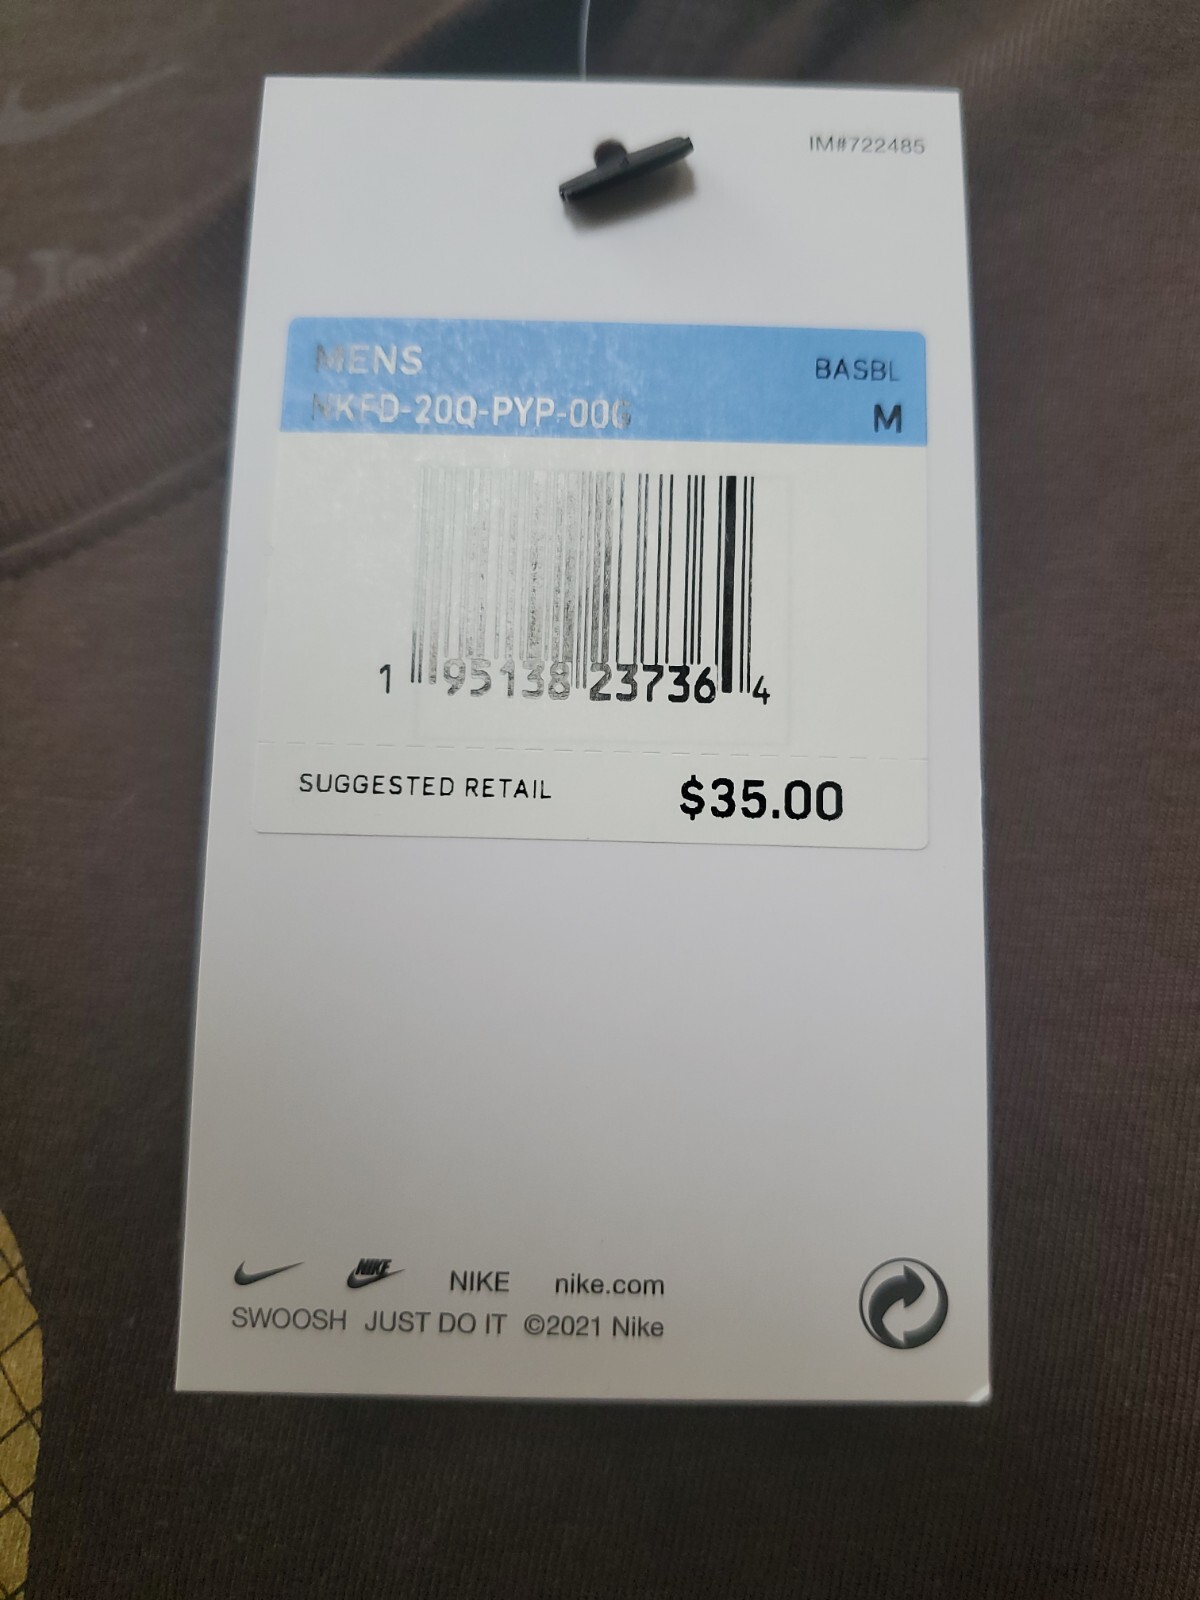 IM#722485
MENS
BASBL
NKFD-20Q-PYP-00G
M
1 95138 23736 4
SUGGESTED RETAIL $35.00
NIKE NIKE nike.com
SWOOSH JUST DO IT ©2021 Nike